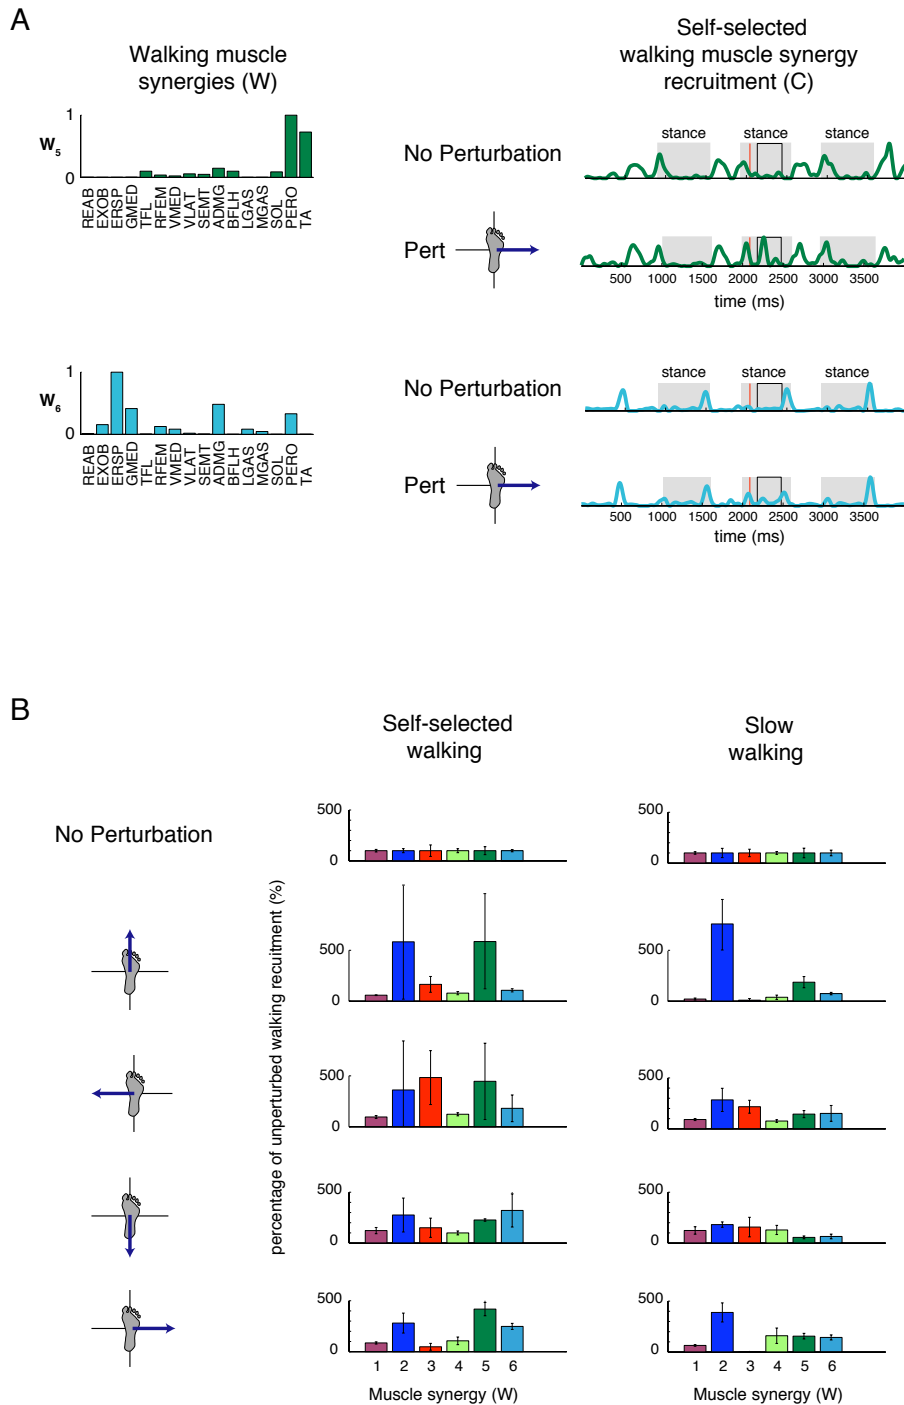 A
Walking muscle
synergies (W)
Self-selected
walking muscle synergy
recruitment (C)
1
W5
0
REAB
EXOB
ERSP
GMED
TFL
RFEM
VMED
VLAT
SEMT
ADMG
BFLH
LGAS
MGAS
SOL
PERO
TA
No Perturbation
stance
stance
stance
Pert
500
1000
1500
2000
2500
3000
3500
time (ms)
1
W6
0
REAB
EXOB
ERSP
GMED
TFL
RFEM
VMED
VLAT
SEMT
ADMG
BFLH
LGAS
MGAS
SOL
PERO
TA
No Perturbation
stance
stance
stance
Pert
500
1000
1500
2000
2500
3000
3500
time (ms)
B
Self-selected
walking
Slow
walking
No Perturbation
percentage of unperturbed walking recuitment (%)
500
0
500
0
500
0
500
0
500
0
500
0
500
0
500
0
500
0
500
0
1 2 3 4 5 6
Muscle synergy (W)
1 2 3 4 5 6
Muscle synergy (W)